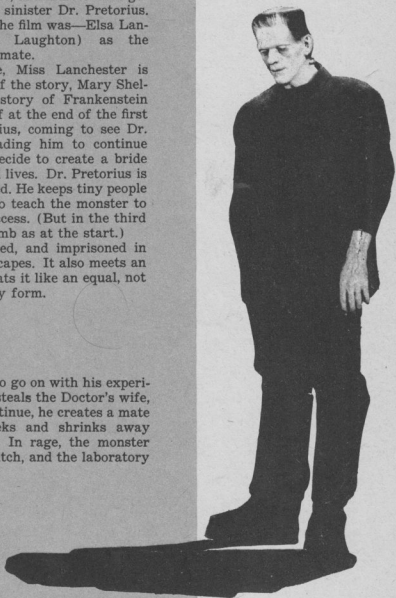 sinister Dr. Pretorius.
he film was—Elsa Lan-
Laughton) as the
mate.
e, Miss Lanchester is
of the story, Mary Shel-
story of Frankenstein
f at the end of the first
ius, coming to see Dr.
ading him to continue
ecide to create a bride
lives. Dr. Pretorius is
d. He keeps tiny people
o teach the monster to
cess. (But in the third
mb as at the start.)
ed, and imprisoned in
capes. It also meets an
ats it like an equal, not
y form.
o go on with his experi-
steals the Doctor's wife,
tinue, he creates a mate
eks and shrinks away
In rage, the monster
tch, and the laboratory